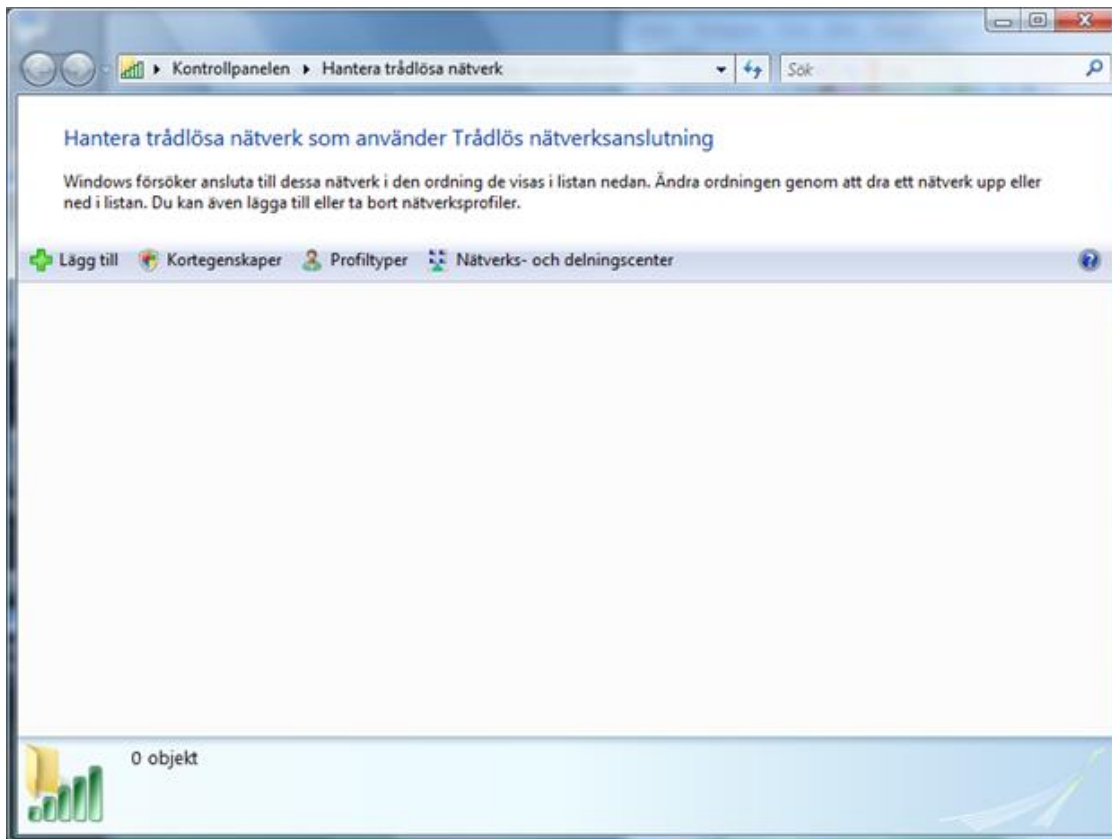 Kontrollpanelen Hantera trådlösa nätverk Sök
Hantera trådlösa nätverk som använder Trådlös nätverksanslutning
Windows försöker ansluta till dessa nätverk i den ordning de visas i listan nedan. Ändra ordningen genom att dra ett nätverk upp eller
ned i listan. Du kan även lägga till eller ta bort nätverksprofiler.
Lägg till Kortegenskaper Profiltyper Nätverks- och delningscenter
0 objekt